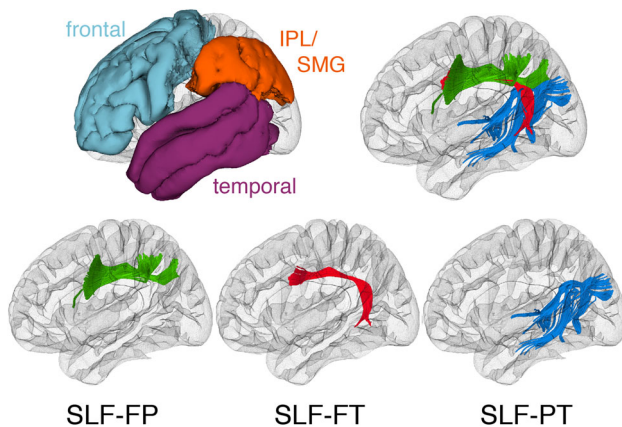 frontal
IPL/
SMG
temporal
SLF-FP
SLF-FT
SLF-PT